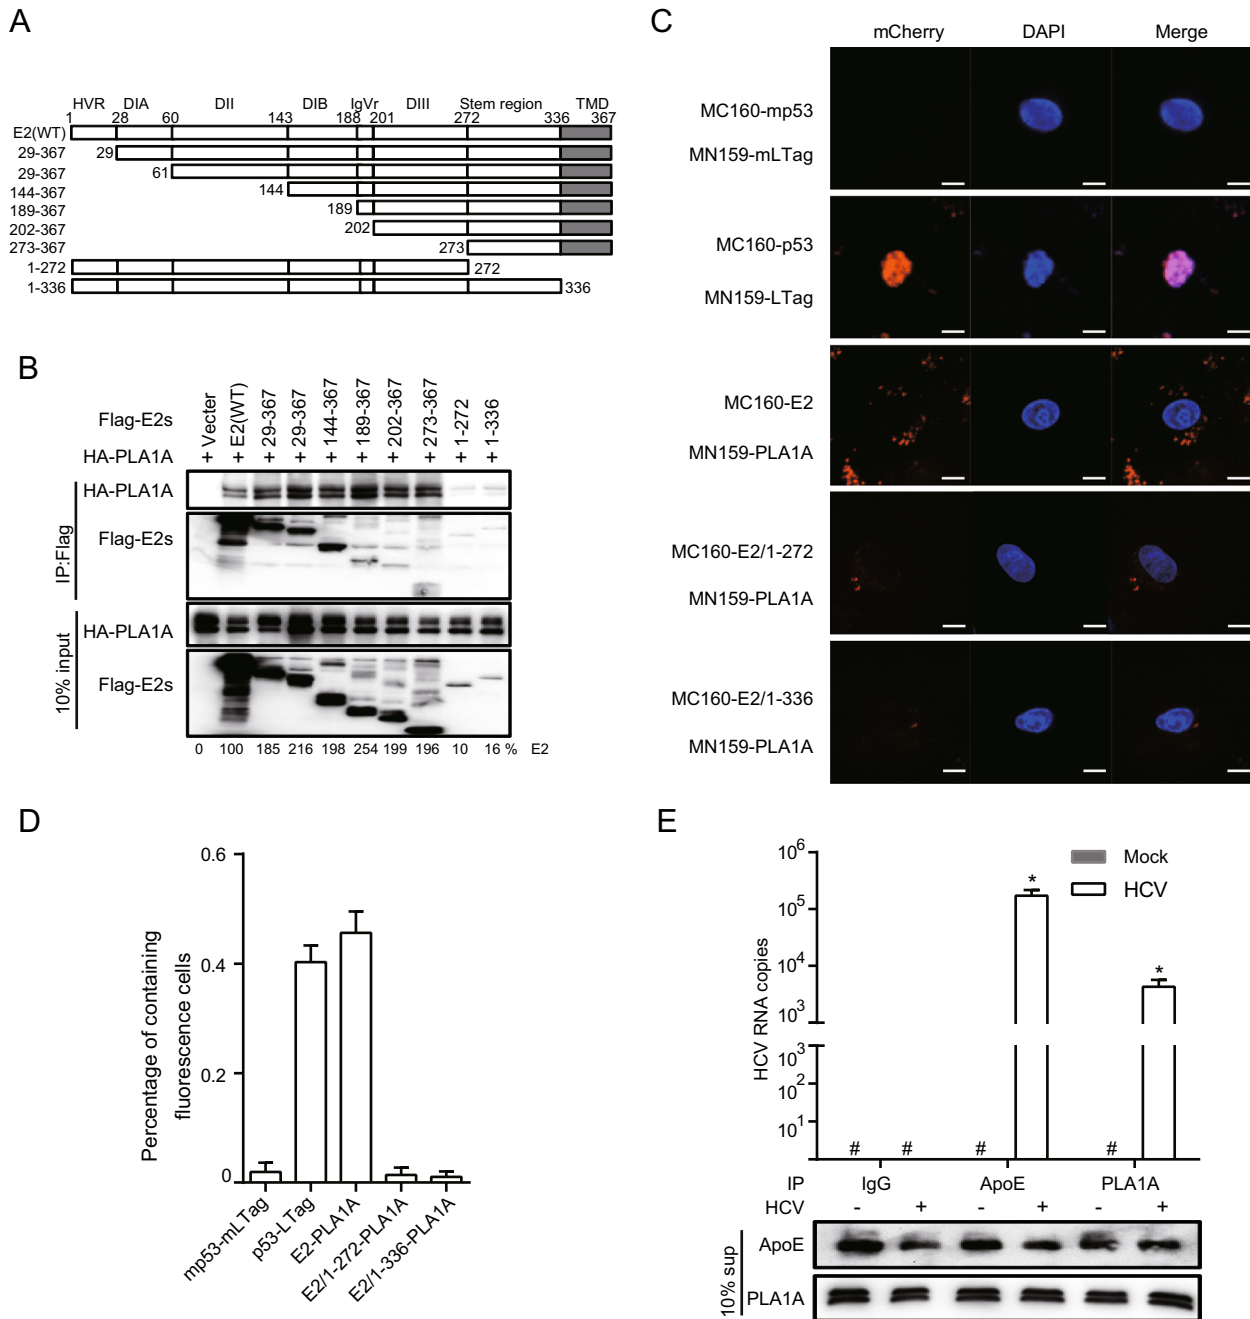 A
HVR DIA DII DIB IgVr DIII Stem region TMD
1 28 60 143 188 201 272 336 367
E2(WT)
29-367 29
29-367 61
144-367 144
189-367 189
202-367 202
273-367 273
1-272 272
1-336 336
B
Flag-E2s Vecter E2(WT) 29-367 29-367 144-367 189-367 202-367 273-367 1-272 1-336
HA-PLA1A + + + + + + + + + +
IP:Flag
HA-PLA1A
Flag-E2s
10% input
HA-PLA1A
Flag-E2s
0 100 185 216 198 254 199 196 10 16 % E2
C
mCherry DAPI Merge
MC160-mp53
MN159-mLTag
MC160-p53
MN159-LTag
MC160-E2
MN159-PLA1A
MC160-E2/1-272
MN159-PLA1A
MC160-E2/1-336
MN159-PLA1A
D
Percentage of containing
fluorescence cells
0.6
0.4
0.2
0
mp53-mLTag
p53-LTag
E2-PLA1A
E2/1-272-PLA1A
E2/1-336-PLA1A
E
HCV RNA copies
10^6
10^5
10^4
10^3
10^3
10^2
10^1
Mock
HCV
* *
# # # #
IP IgG ApoE PLA1A
HCV - + - + - +
10% sup
ApoE
PLA1A